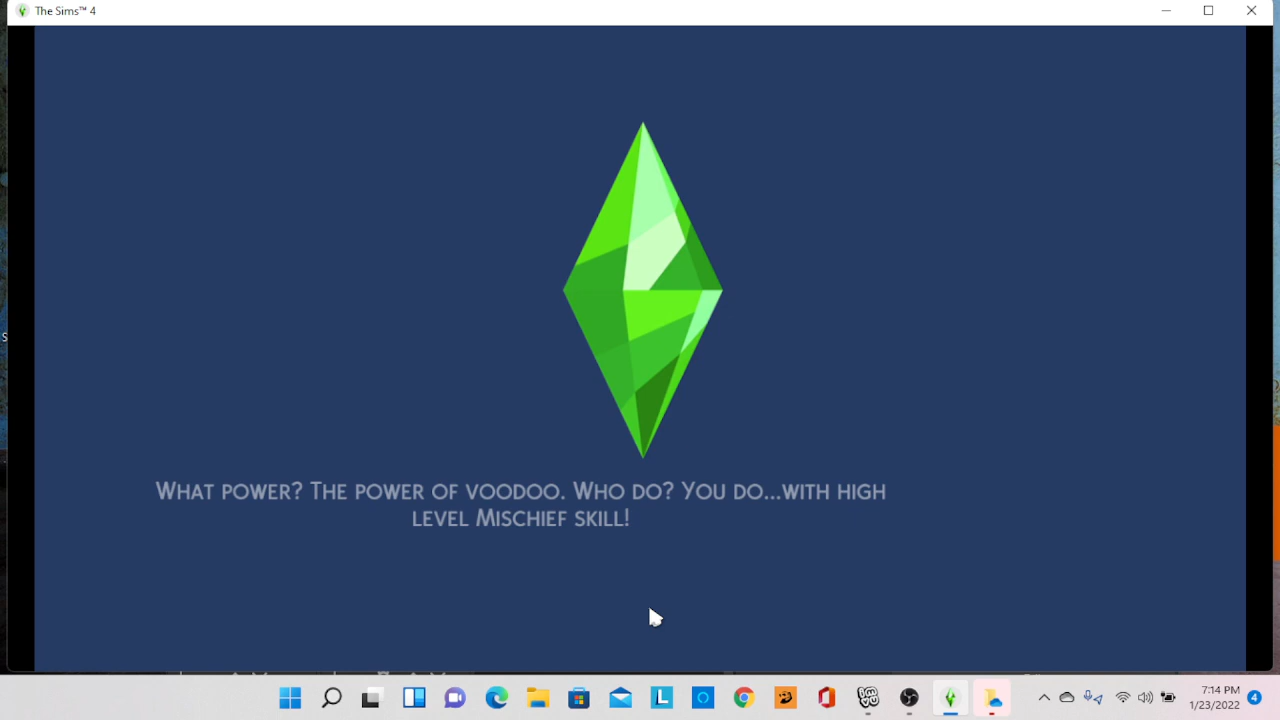 The Sims™ 4
What power? The power of voodoo. Who do? You do...with high
level Mischief skill!
7:14 PM
1/23/2022
4